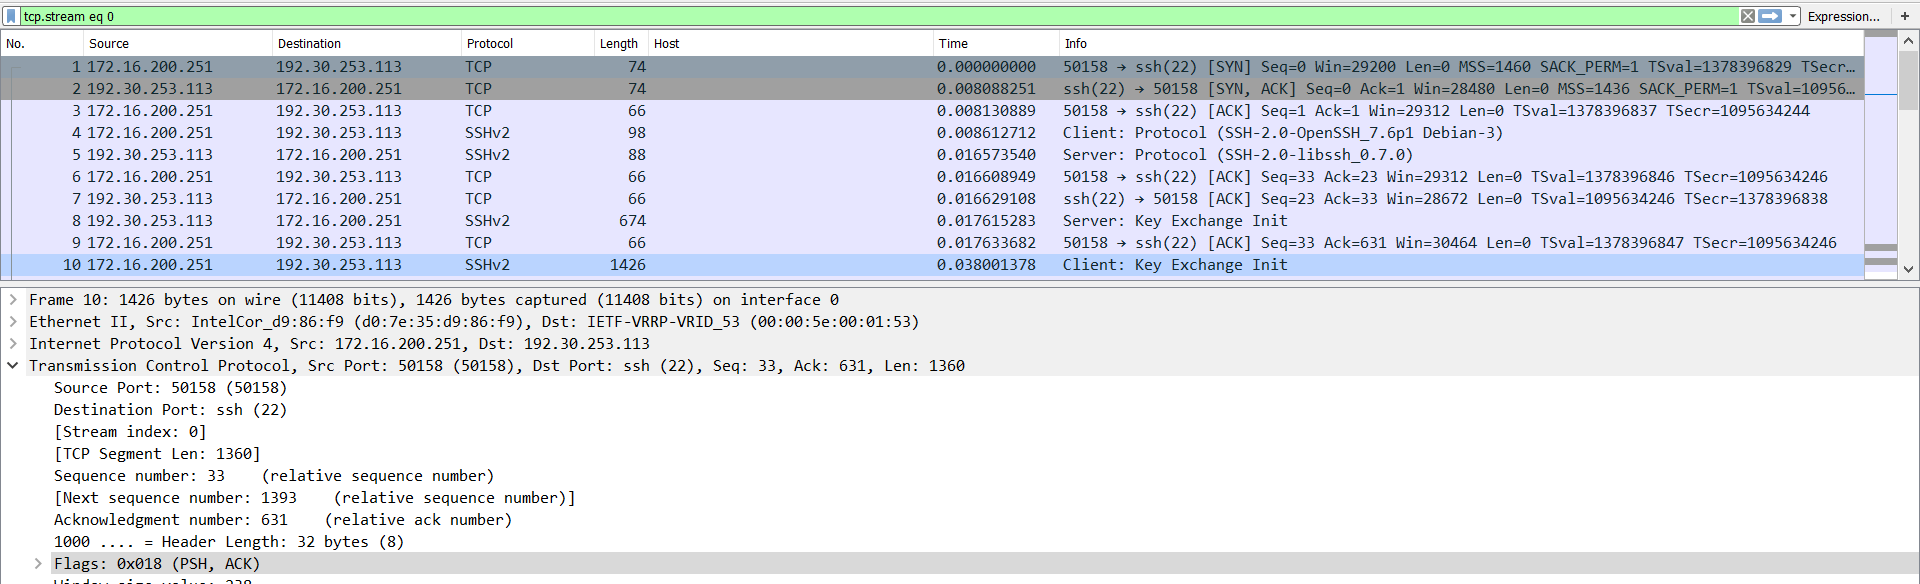 tcp.stream eq 0 Expression... +
No. Source Destination Protocol Length Host Time Info
1 172.16.200.251 192.30.253.113 TCP 74 0.000000000 50158 → ssh(22) [SYN] Seq=0 Win=29200 Len=0 MSS=1460 SACK_PERM=1 TSval=1378396829 TSecr…
2 192.30.253.113 172.16.200.251 TCP 74 0.008088251 ssh(22) → 50158 [SYN, ACK] Seq=0 Ack=1 Win=28480 Len=0 MSS=1436 SACK_PERM=1 TSval=10956…
3 172.16.200.251 192.30.253.113 TCP 66 0.008130889 50158 → ssh(22) [ACK] Seq=1 Ack=1 Win=29312 Len=0 TSval=1378396837 TSecr=1095634244
4 172.16.200.251 192.30.253.113 SSHv2 98 0.008612712 Client: Protocol (SSH-2.0-OpenSSH_7.6p1 Debian-3)
5 192.30.253.113 172.16.200.251 SSHv2 88 0.016573540 Server: Protocol (SSH-2.0-libssh_0.7.0)
6 172.16.200.251 192.30.253.113 TCP 66 0.016608949 50158 → ssh(22) [ACK] Seq=33 Ack=23 Win=29312 Len=0 TSval=1378396846 TSecr=1095634246
7 192.30.253.113 172.16.200.251 TCP 66 0.016629108 ssh(22) → 50158 [ACK] Seq=23 Ack=33 Win=28672 Len=0 TSval=1095634246 TSecr=1378396838
8 192.30.253.113 172.16.200.251 SSHv2 674 0.017615283 Server: Key Exchange Init
9 172.16.200.251 192.30.253.113 TCP 66 0.017633682 50158 → ssh(22) [ACK] Seq=33 Ack=631 Win=30464 Len=0 TSval=1378396847 TSecr=1095634246
10 172.16.200.251 192.30.253.113 SSHv2 1426 0.038001378 Client: Key Exchange Init
Frame 10: 1426 bytes on wire (11408 bits), 1426 bytes captured (11408 bits) on interface 0
Ethernet II, Src: IntelCor_d9:86:f9 (d0:7e:35:d9:86:f9), Dst: IETF-VRRP-VRID_53 (00:00:5e:00:01:53)
Internet Protocol Version 4, Src: 172.16.200.251, Dst: 192.30.253.113
Transmission Control Protocol, Src Port: 50158 (50158), Dst Port: ssh (22), Seq: 33, Ack: 631, Len: 1360
Source Port: 50158 (50158)
Destination Port: ssh (22)
[Stream index: 0]
[TCP Segment Len: 1360]
Sequence number: 33 (relative sequence number)
[Next sequence number: 1393 (relative sequence number)]
Acknowledgment number: 631 (relative ack number)
1000 .... = Header Length: 32 bytes (8)
Flags: 0x018 (PSH, ACK)